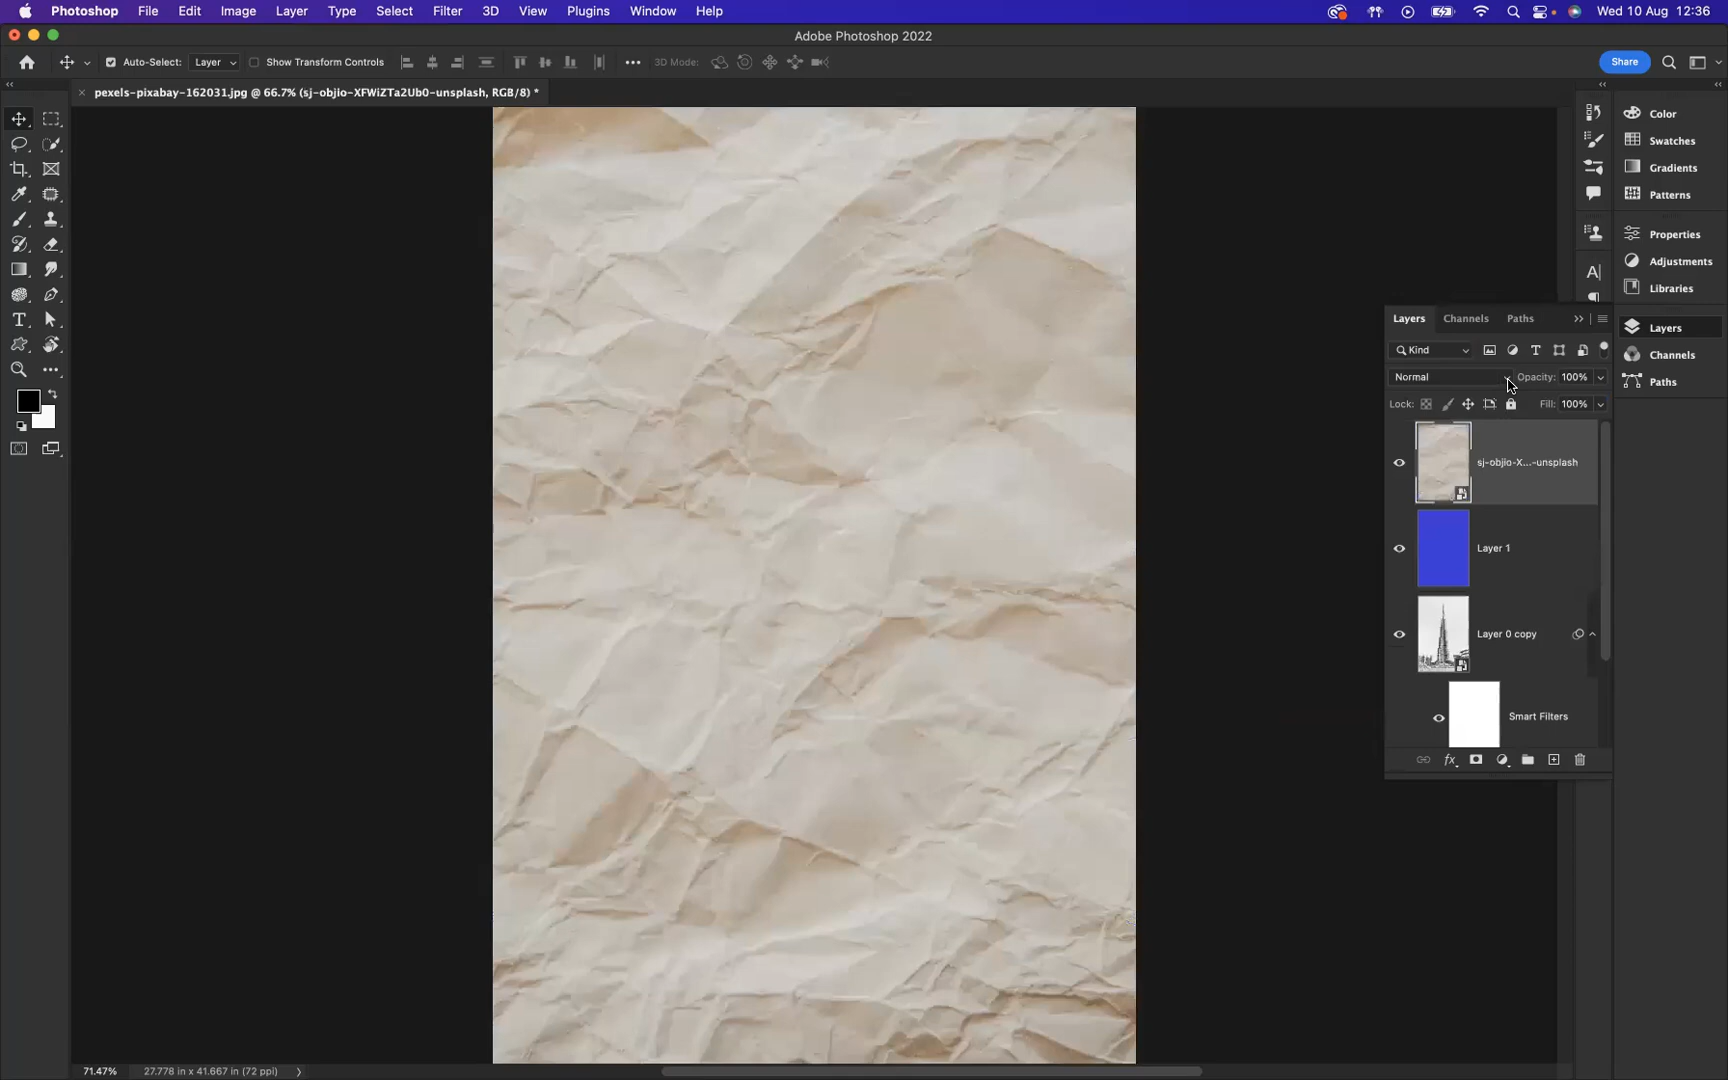 Photoshop File Edit Image Layer Type Select Filter 3D View Plugins Window Help Wed 10 Aug 12:36
Adobe Photoshop 2022
Auto-Select: Layer Show Transform Controls 3D Mode: Share
pexels-pixabay-162031.jpg @ 66.7% (sj-objio-XFWiZTa2Ub0-unsplash, RGB/8) *
Color
Swatches
Gradients
Patterns
Properties
Adjustments
Libraries
Layers
Channels
Paths
Layers Channels Paths
Kind
Normal Opacity: 100%
Lock: Fill: 100%
sj-objio-X...-unsplash
Layer 1
Layer 0 copy
Smart Filters
fx
71.47% 27.778 in x 41.667 in (72 ppi)